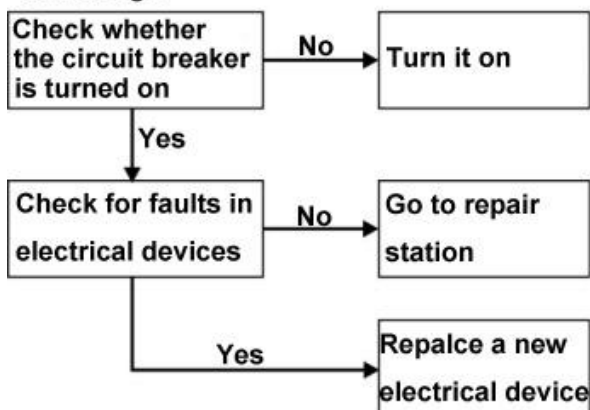 Check whether
the circuit breaker
is turned on
No
Turn it on
Yes
Check for faults in
electrical devices
No
Go to repair
station
Yes
Repalce a new
electrical device